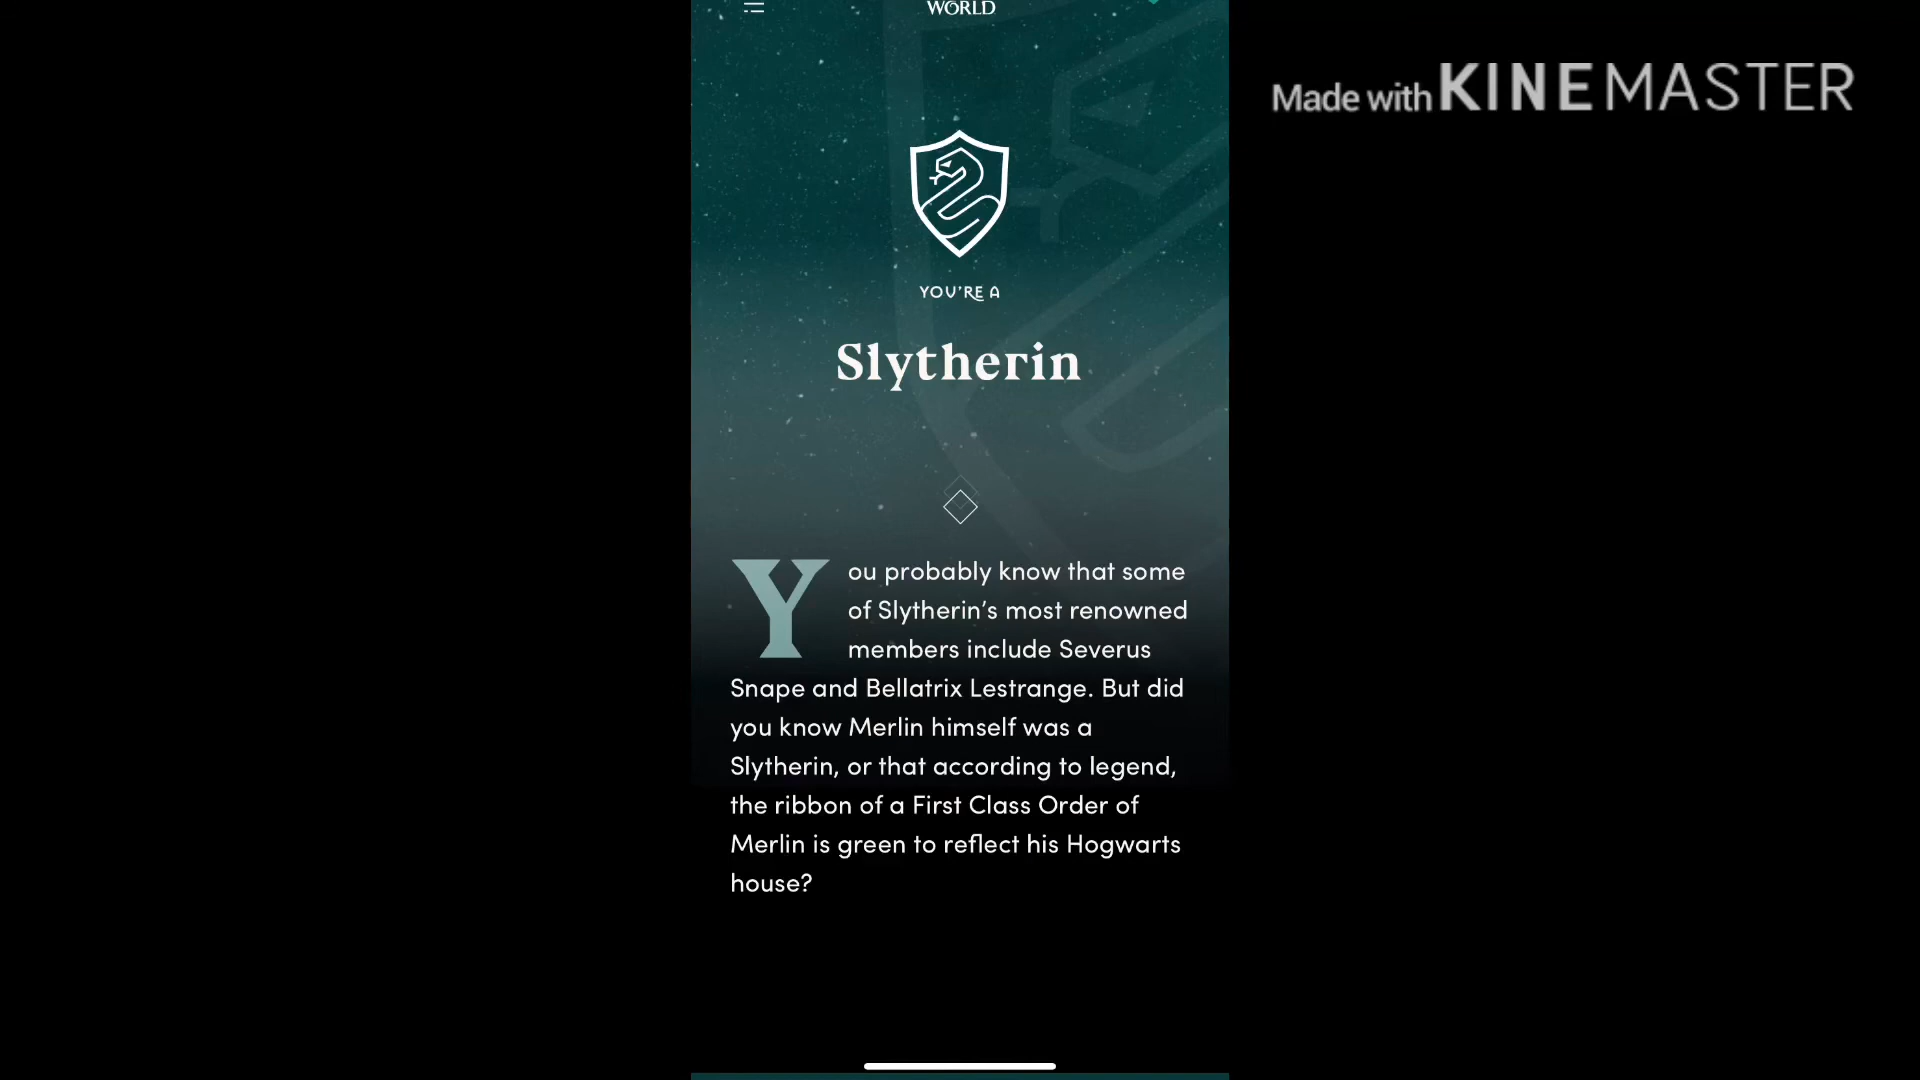 WORLD
Made with KINEMASTER
YOU'RE A
Slytherin
You probably know that some
of Slytherin's most renowned
members include Severus
Snape and Bellatrix Lestrange. But did
you know Merlin himself was a
Slytherin, or that according to legend,
the ribbon of a First Class Order of
Merlin is green to reflect his Hogwarts
house?